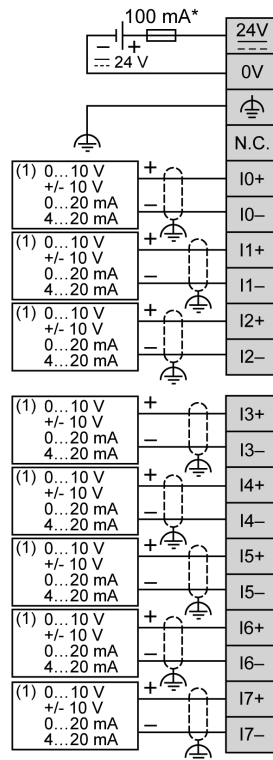 100 mA*
24V
– +
24 V
0V
N.C.
(1) 0...10 V
+/- 10 V
0...20 mA
4...20 mA
+
–
I0+
I0–
(1) 0...10 V
+/- 10 V
0...20 mA
4...20 mA
+
–
I1+
I1–
(1) 0...10 V
+/- 10 V
0...20 mA
4...20 mA
+
–
I2+
I2–
(1) 0...10 V
+/- 10 V
0...20 mA
4...20 mA
+
–
I3+
I3–
(1) 0...10 V
+/- 10 V
0...20 mA
4...20 mA
+
–
I4+
I4–
(1) 0...10 V
+/- 10 V
0...20 mA
4...20 mA
+
–
I5+
I5–
(1) 0...10 V
+/- 10 V
0...20 mA
4...20 mA
+
–
I6+
I6–
(1) 0...10 V
+/- 10 V
0...20 mA
4...20 mA
+
–
I7+
I7–